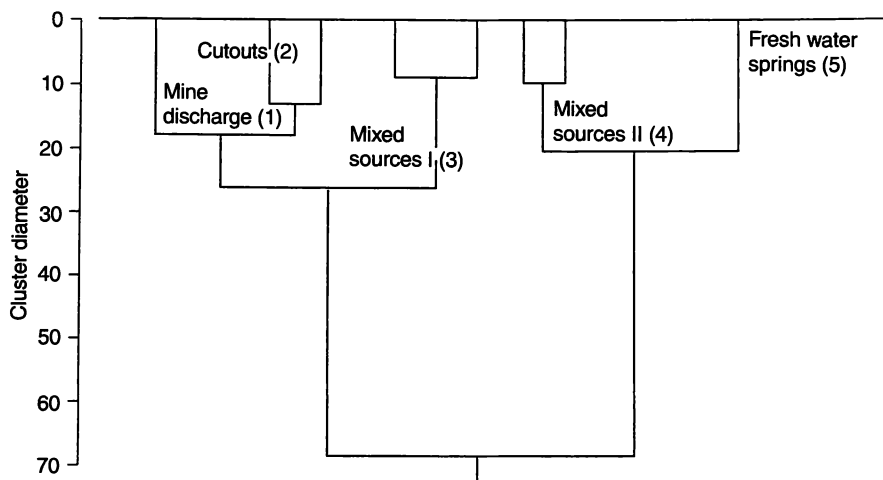 0
10
20
30
40
50
60
70
Cluster diameter
Cutouts (2)
Mine
discharge (1)
Mixed
sources I (3)
Mixed
sources II (4)
Fresh water
springs (5)